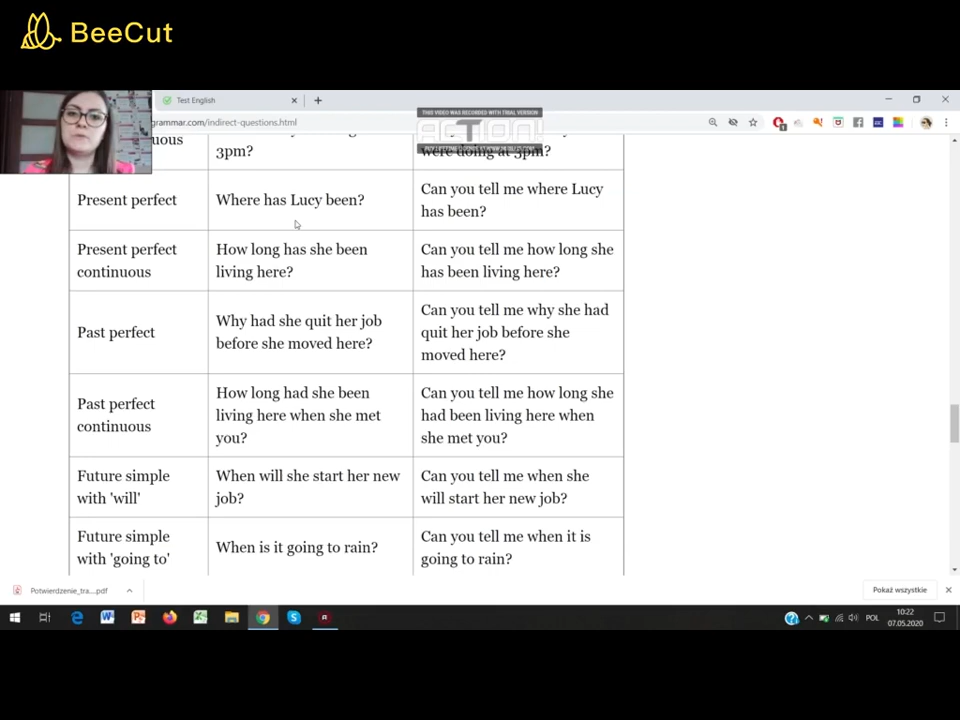 BeeCut
Test English
grammar.com/indirect-questions.html
THIS VIDEO WAS RECORDED WITH TRIAL VERSION
ACTION!
3pm?
were doing at 3pm?
Present perfect
Where has Lucy been?
Can you tell me where Lucy
has been?
Present perfect
continuous
How long has she been
living here?
Can you tell me how long she
has been living here?
Past perfect
Why had she quit her job
before she moved here?
Can you tell me why she had
quit her job before she
moved here?
Past perfect
continuous
How long had she been
living here when she met
you?
Can you tell me how long she
had been living here when
she met you?
Future simple
with 'will'
When will she start her new
job?
Can you tell me when she
will start her new job?
Future simple
with 'going to'
When is it going to rain?
Can you tell me when it is
going to rain?
Potwierdzenie_tra....pdf
Pokaż wszystkie
POL
10:22
07.05.2020